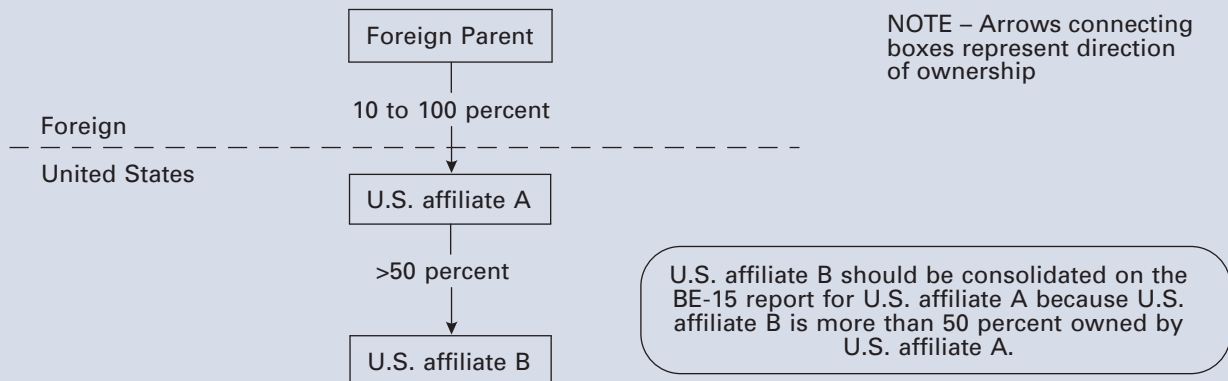 Foreign Parent
NOTE – Arrows connecting
boxes represent direction
of ownership
10 to 100 percent
Foreign
United States
U.S. affiliate A
>50 percent
U.S. affiliate B should be consolidated on the
BE-15 report for U.S. affiliate A because U.S.
affiliate B is more than 50 percent owned by
U.S. affiliate A.
U.S. affiliate B